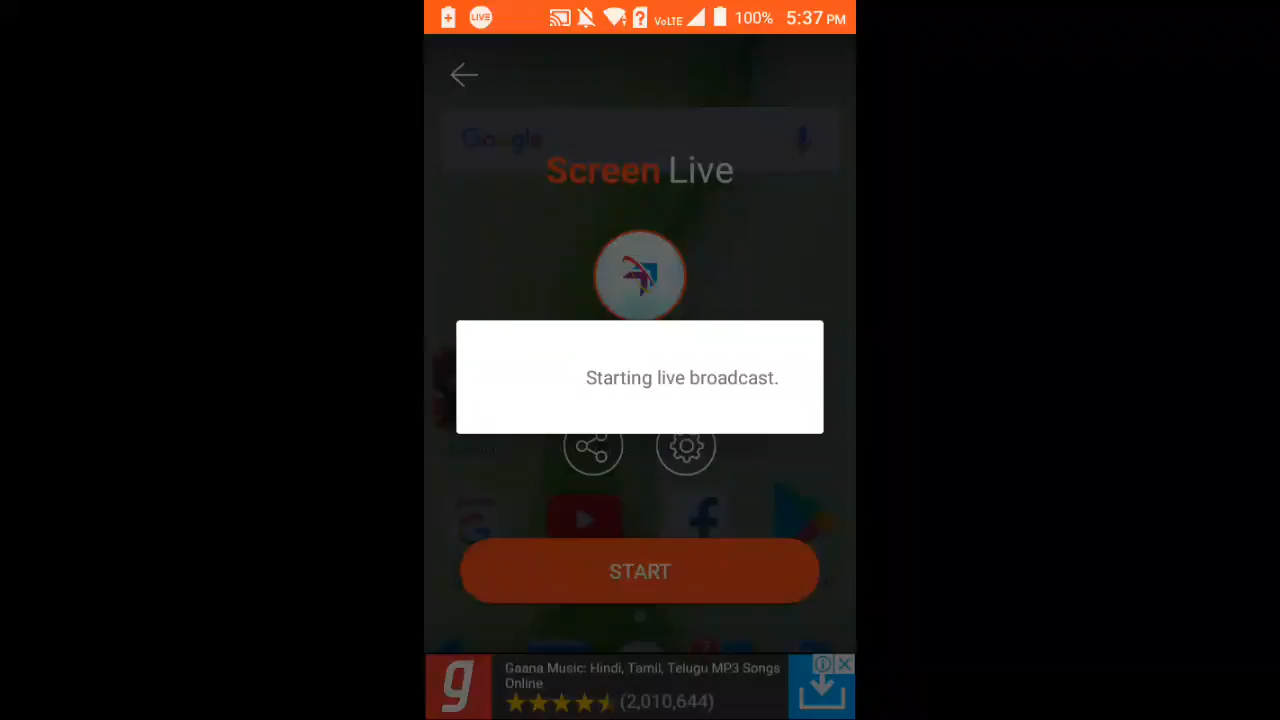 LIVE
VoLTE
100%
5:37 PM
Google
Screen Live
Starting live broadcast.
START
g
Gaana Music: Hindi, Tamil, Telugu MP3 Songs
Online
(2,010,644)